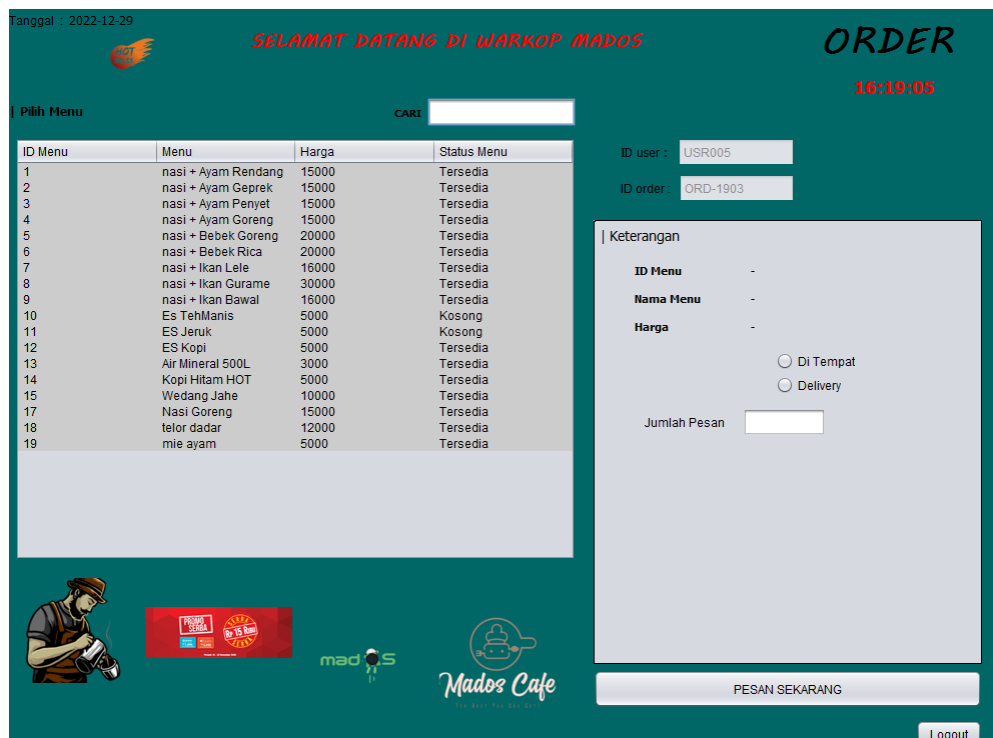 Tanggal : 2022-12-29
SELAMAT DATANG DI WARKOP MADOS
ORDER
16:19:05
| Pilih Menu
CARI
ID Menu Menu Harga Status Menu
1 nasi + Ayam Rendang 15000 Tersedia
2 nasi + Ayam Geprek 15000 Tersedia
3 nasi + Ayam Penyet 15000 Tersedia
4 nasi + Ayam Goreng 15000 Tersedia
5 nasi + Bebek Goreng 20000 Tersedia
6 nasi + Bebek Rica 20000 Tersedia
7 nasi + Ikan Lele 16000 Tersedia
8 nasi + Ikan Gurame 30000 Tersedia
9 nasi + Ikan Bawal 16000 Tersedia
10 Es TehManis 5000 Kosong
11 ES Jeruk 5000 Kosong
12 ES Kopi 5000 Tersedia
13 Air Mineral 500L 3000 Tersedia
14 Kopi Hitam HOT 5000 Tersedia
15 Wedang Jahe 10000 Tersedia
17 Nasi Goreng 15000 Tersedia
18 telor dadar 12000 Tersedia
19 mie ayam 5000 Tersedia
ID user : USR005
ID order : ORD-1903
| Keterangan
ID Menu -
Nama Menu -
Harga -
Di Tempat
Delivery
Jumlah Pesan
PROMO
SERBA
SERBA
Rp 15 Ribu
mados
Mados Cafe
PESAN SEKARANG
Logout